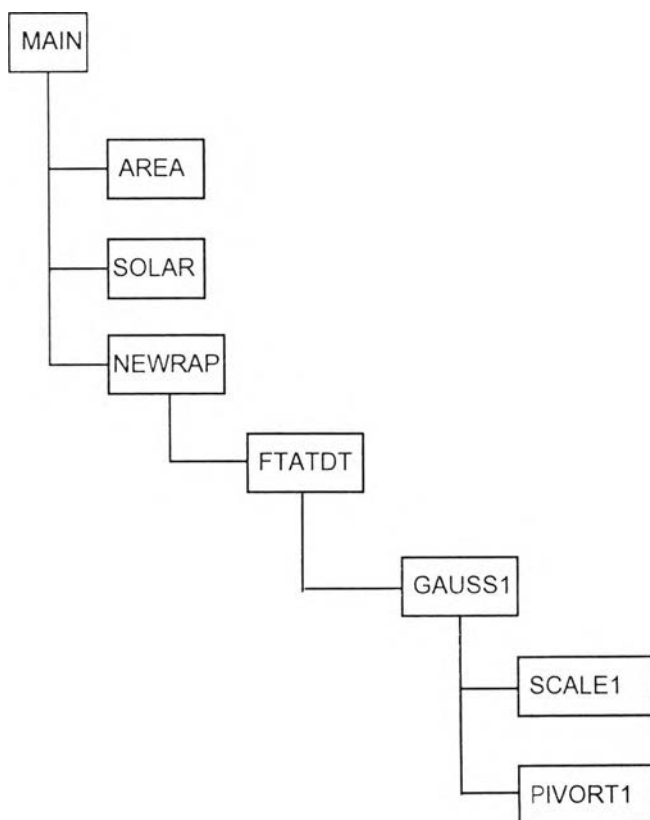 MAIN
AREA
SOLAR
NEWRAP
FTATDT
GAUSS1
SCALE1
PIVORT1